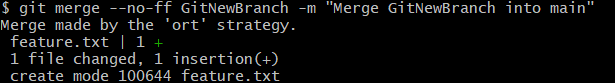 $ git merge --no-ff GitNewBranch -m "Merge GitNewBranch into main"
Merge made by the 'ort' strategy.
 feature.txt | 1 +
 1 file changed, 1 insertion(+)
 create mode 100644 feature.txt